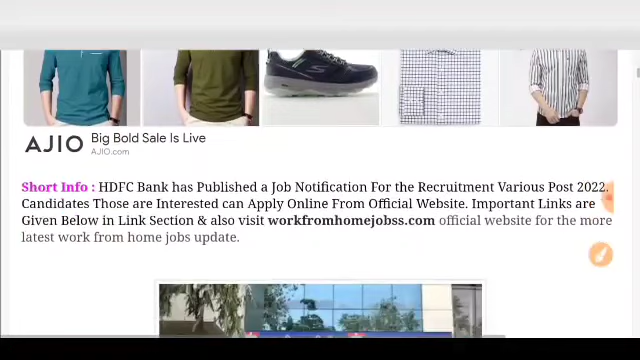 AJIO
Big Bold Sale Is Live
AJIO.com
Short Info : HDFC Bank has Published a Job Notification For the Recruitment Various Post 2022.
Candidates Those are Interested can Apply Online From Official Website. Important Links are
Given Below in Link Section & also visit workfromhomejobss.com official website for the more
latest work from home jobs update.